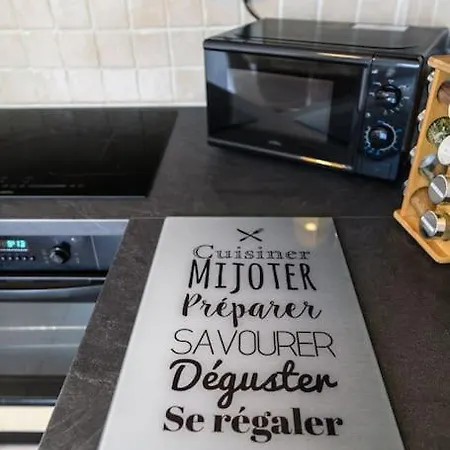 Cuisiner
MIJOTER
Préparer
SAVOURER
Déguster
Se régaler